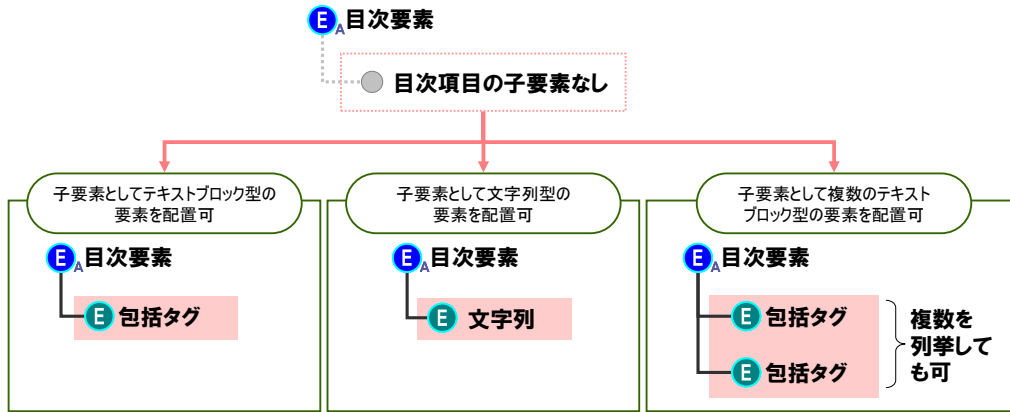 E A 目次要素
目次項目の子要素なし
子要素としてテキストブロック型の
要素を配置可
E A 目次要素
E 包括タグ
子要素として文字列型の
要素を配置可
E A 目次要素
E 文字列
子要素として複数のテキスト
ブロック型の要素を配置可
E A 目次要素
E 包括タグ
E 包括タグ
複数を
列挙して
も可